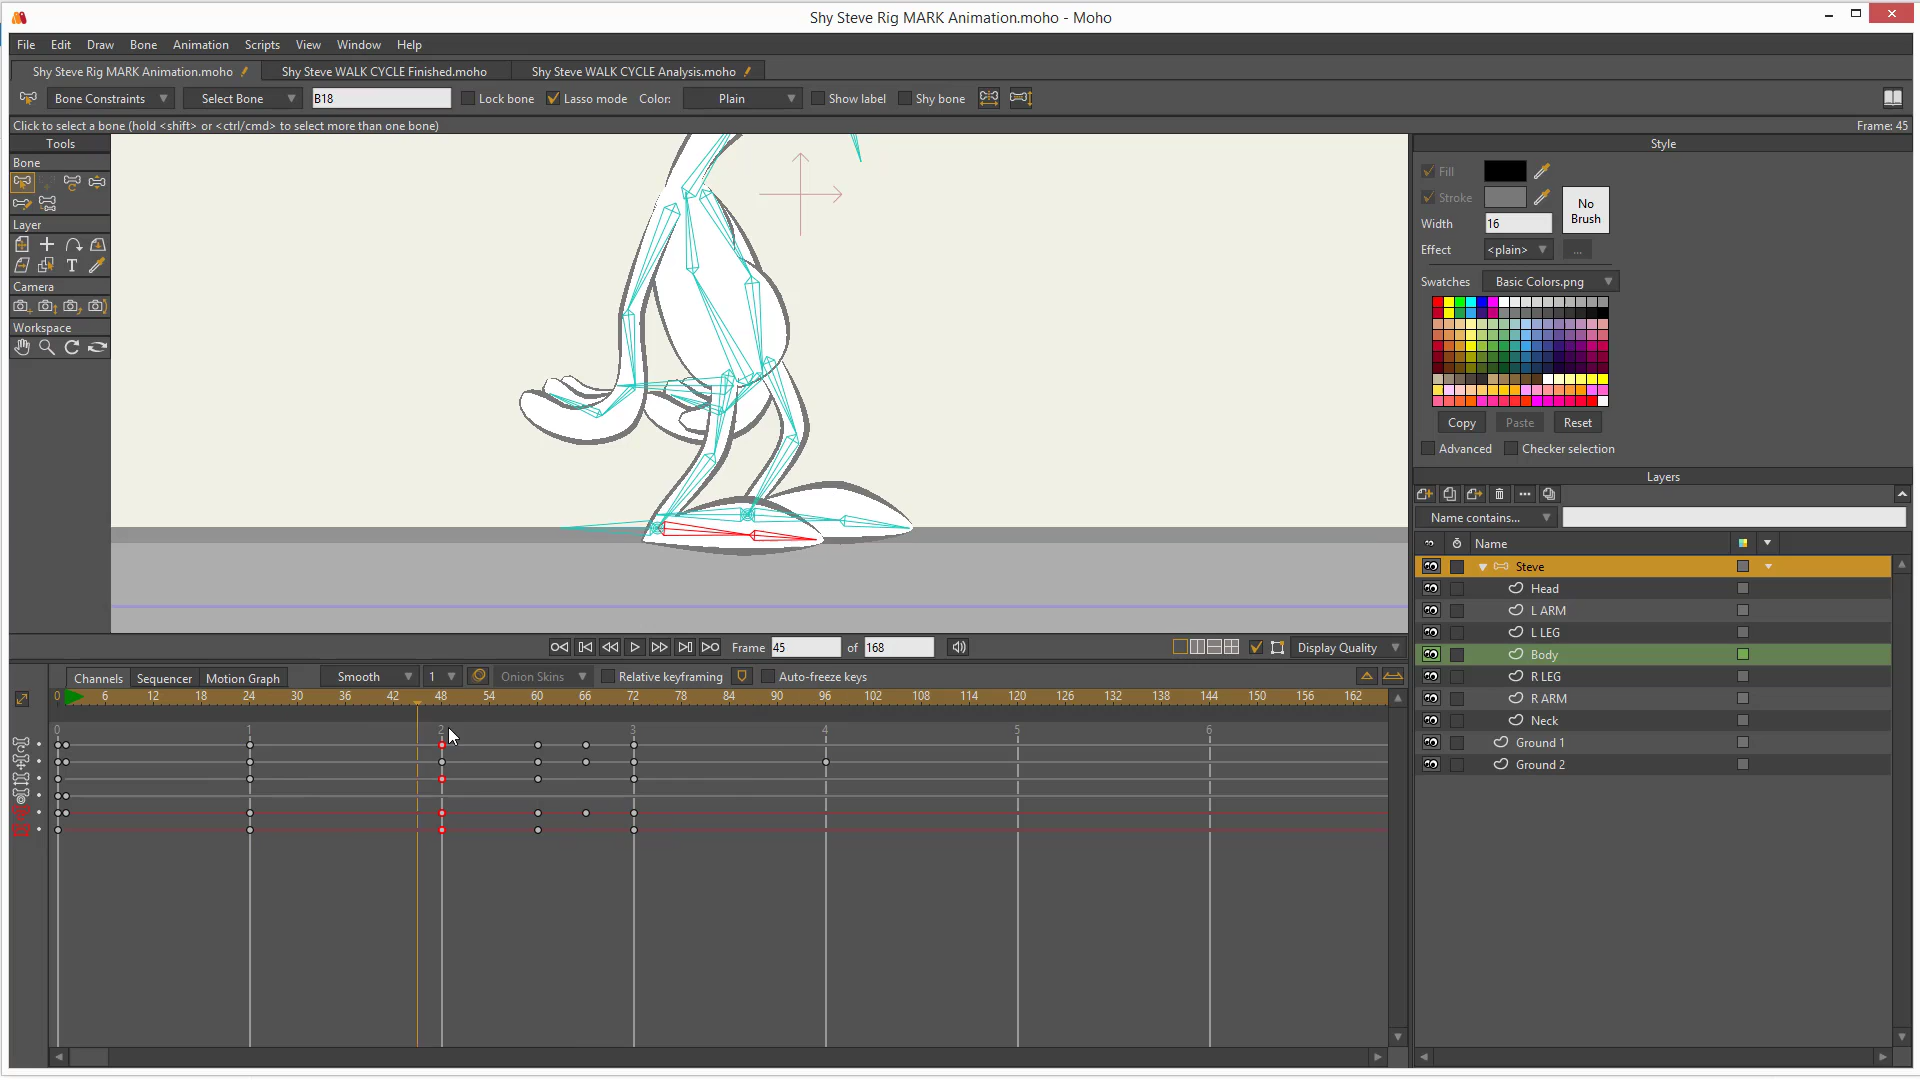 Shy Steve Rig MARK Animation.moho - Moho
File Edit Draw Bone Animation Scripts View Window Help
Shy Steve Rig MARK Animation.moho Shy Steve WALK CYCLE Finished.moho Shy Steve WALK CYCLE Analysis.moho
Bone Constraints Select Bone B18 Lock bone Lasso mode Color: Plain Show label Shy bone
Click to select a bone (hold <shift> or <ctrl/cmd> to select more than one bone) Frame: 45
Tools
Bone
Layer
T
Camera
Workspace
Style
Fill
Stroke
No Brush
Width 16
Effect <plain> ...
Swatches Basic Colors.png
Copy Paste Reset
Advanced Checker selection
Layers
Name contains...
Name
Steve
Head
L ARM
L LEG
Body
R LEG
R ARM
Neck
Ground 1
Ground 2
Frame 45 of 168 Display Quality
Channels Sequencer Motion Graph Smooth 1 Onion Skins Relative keyframing Auto-freeze keys
0 6 12 18 24 30 36 42 48 54 60 66 72 78 84 90 96 102 108 114 120 126 132 138 144 150 156 162
0 1 2 3 4 5 6